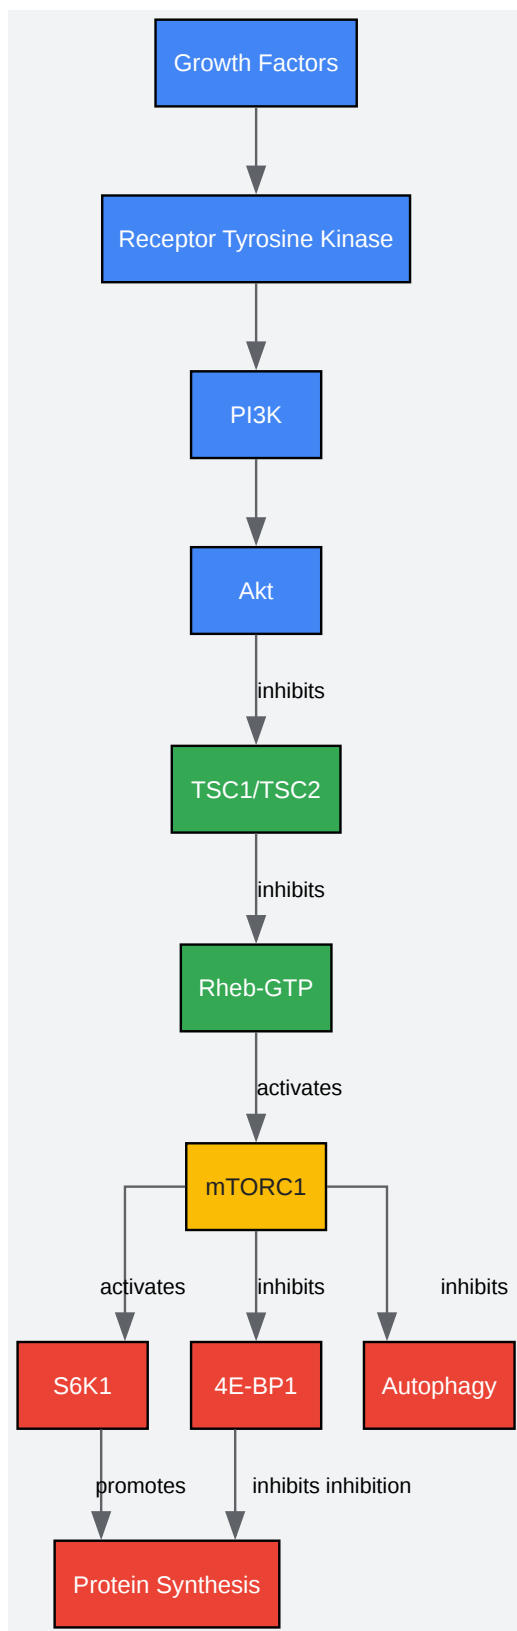 Growth Factors
Receptor Tyrosine Kinase
PI3K
Akt
inhibits
TSC1/TSC2
inhibits
Rheb-GTP
activates
mTORC1
activates
inhibits
inhibits
S6K1
4E-BP1
Autophagy
promotes
inhibits inhibition
Protein Synthesis